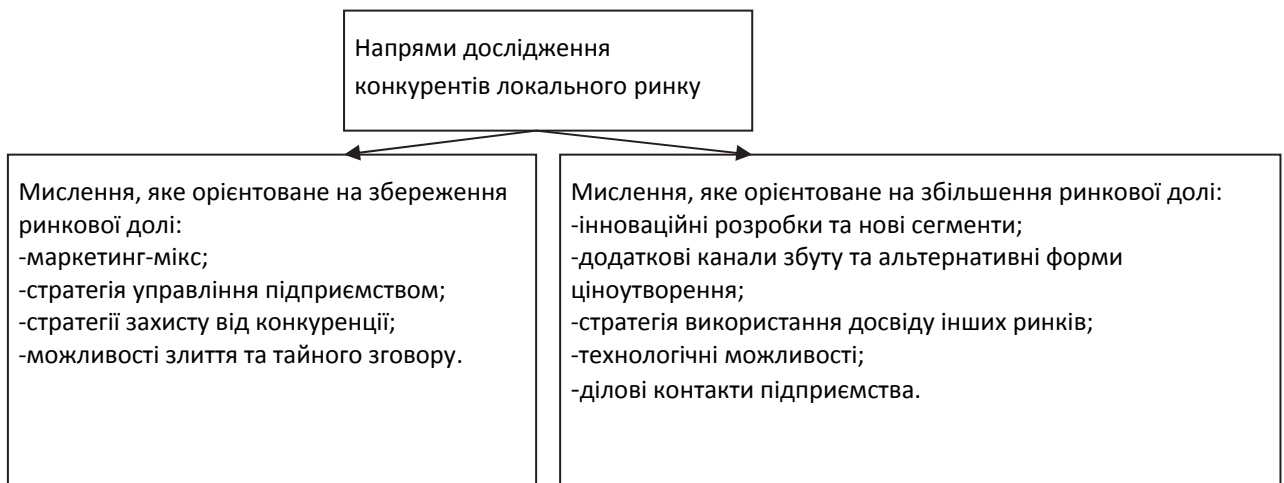 Напрями дослідження
конкурентів локального ринку
Мислення, яке орієнтоване на збереження
ринкової долі:
-маркетинг-мікс;
-стратегія управління підприємством;
-стратегії захисту від конкуренції;
-можливості злиття та тайного зговору.
Мислення, яке орієнтоване на збільшення ринкової долі:
-інноваційні розробки та нові сегменти;
-додаткові канали збуту та альтернативні форми
ціноутворення;
-стратегія використання досвіду інших ринків;
-технологічні можливості;
-ділові контакти підприємства.